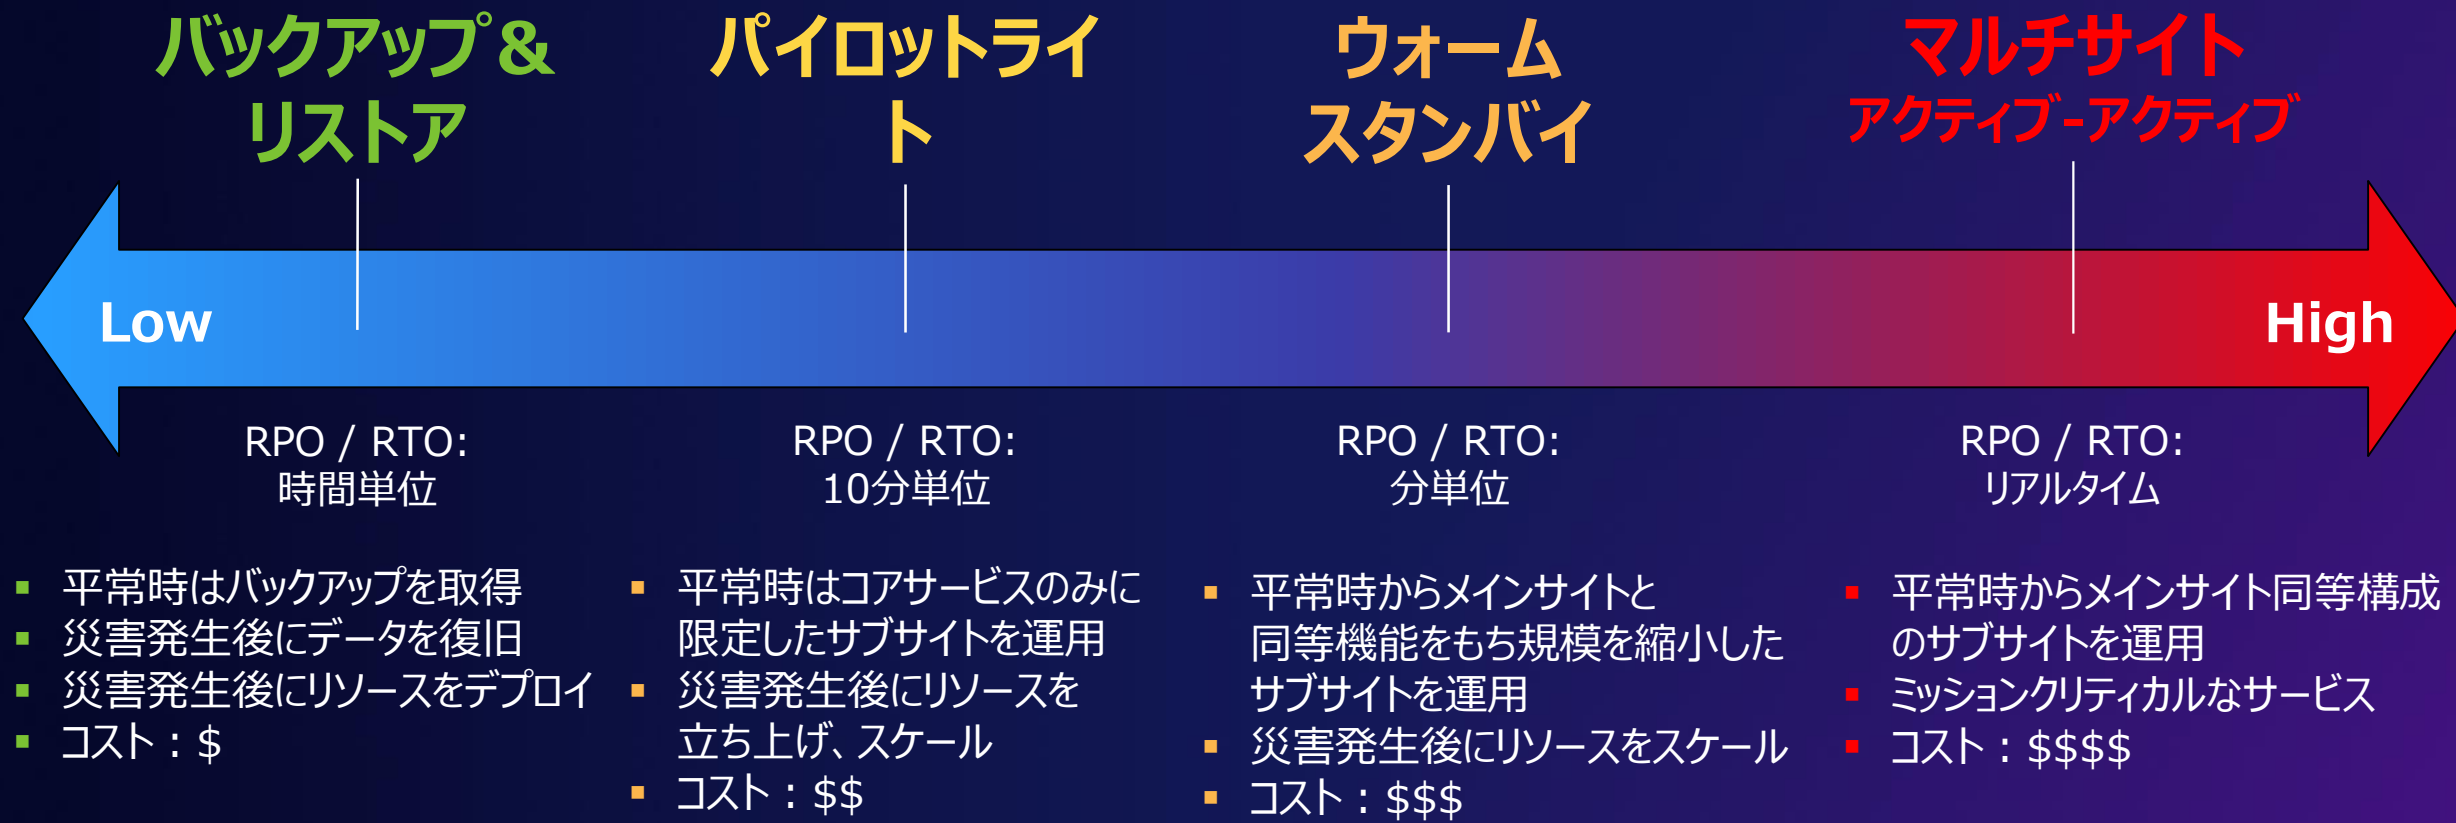 バックアップ&
リストア
パイロットライ
ト
ウォーム
スタンバイ
マルチサイト
アクティブ-アクティブ
Low
High
RPO / RTO:
時間単位
RPO / RTO:
10分単位
RPO / RTO:
分単位
RPO / RTO:
リアルタイム
▪ 平常時はバックアップを取得
▪ 災害発生後にデータを復旧
▪ 災害発生後にリソースをデプロイ
▪ コスト：$
▪ 平常時はコアサービスのみに
限定したサブサイトを運用
▪ 災害発生後にリソースを
立ち上げ、スケール
▪ コスト：$$
▪ 平常時からメインサイトと
同等機能をもち規模を縮小した
サブサイトを運用
▪ 災害発生後にリソースをスケール
▪ コスト：$$$
▪ 平常時からメインサイト同等構成
のサブサイトを運用
▪ ミッションクリティカルなサービス
▪ コスト：$$$$